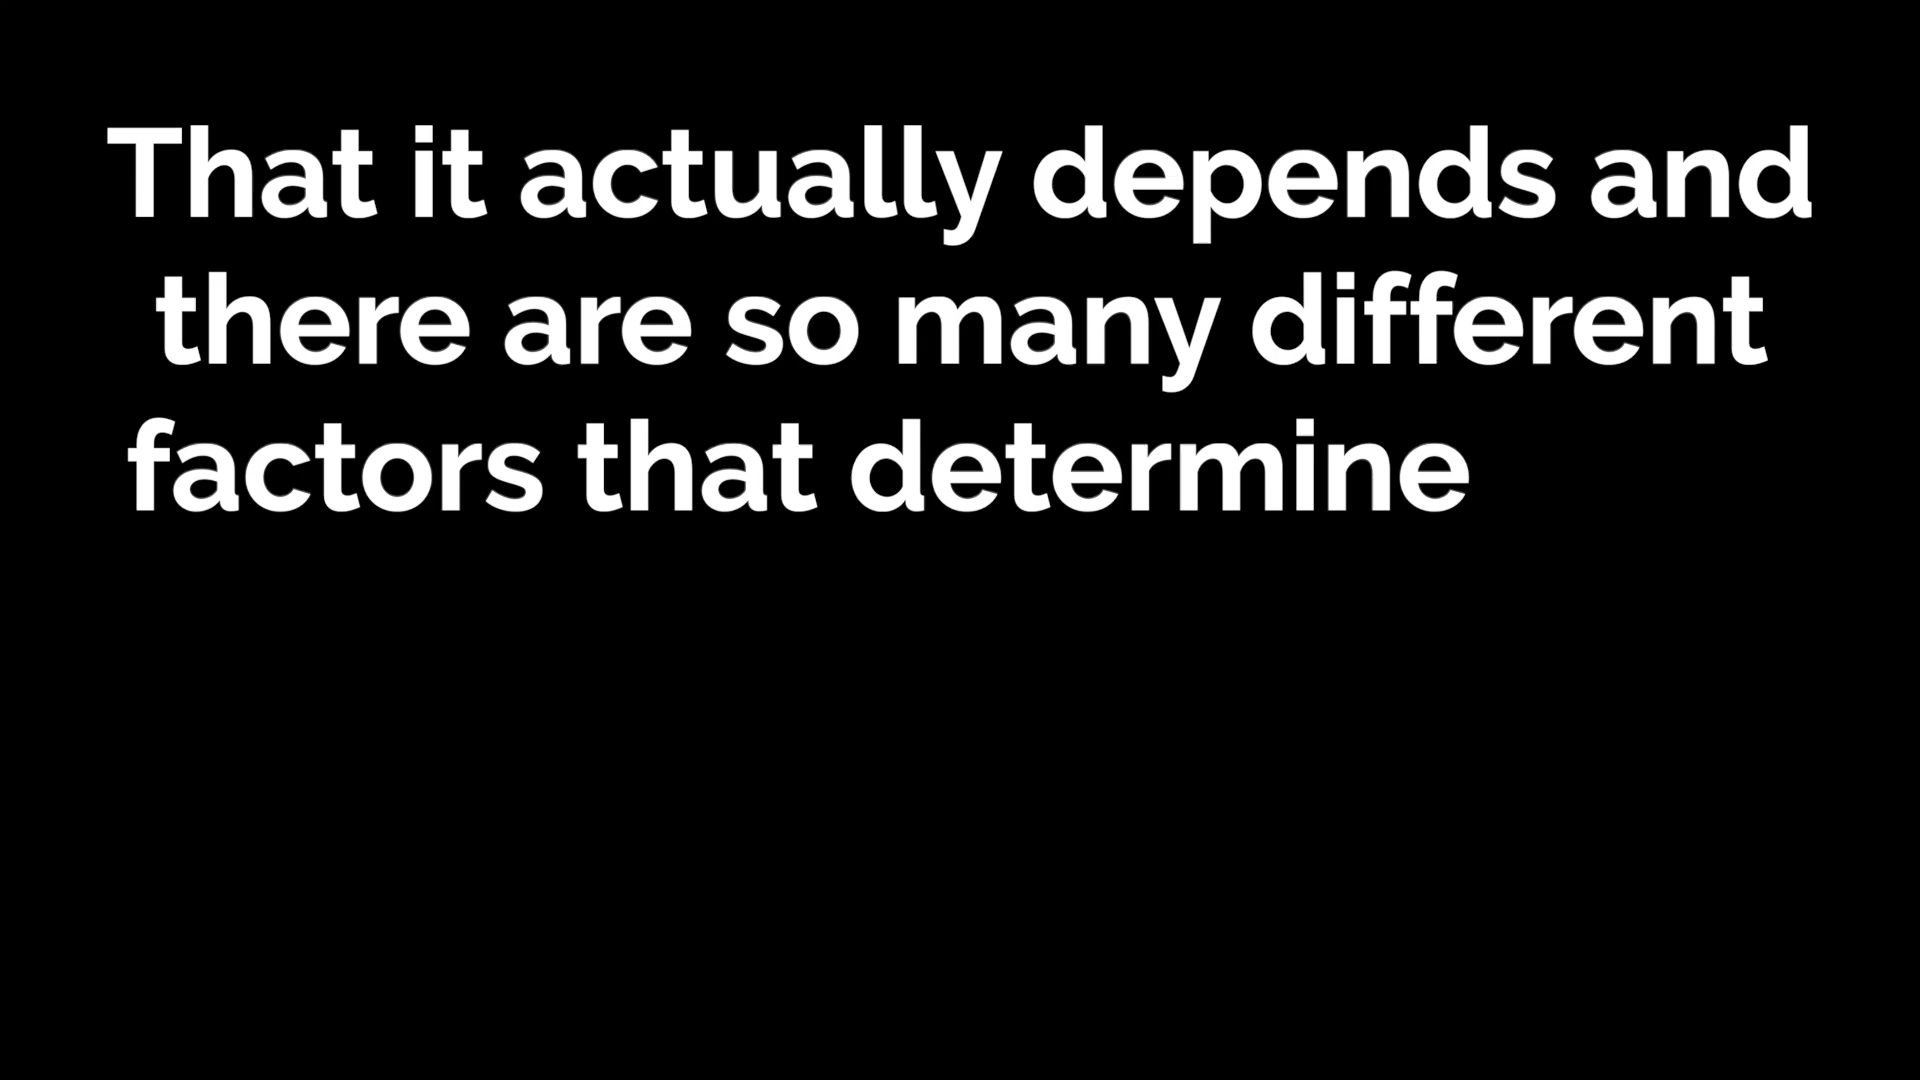 That it actually depends and
there are so many different
factors that determine